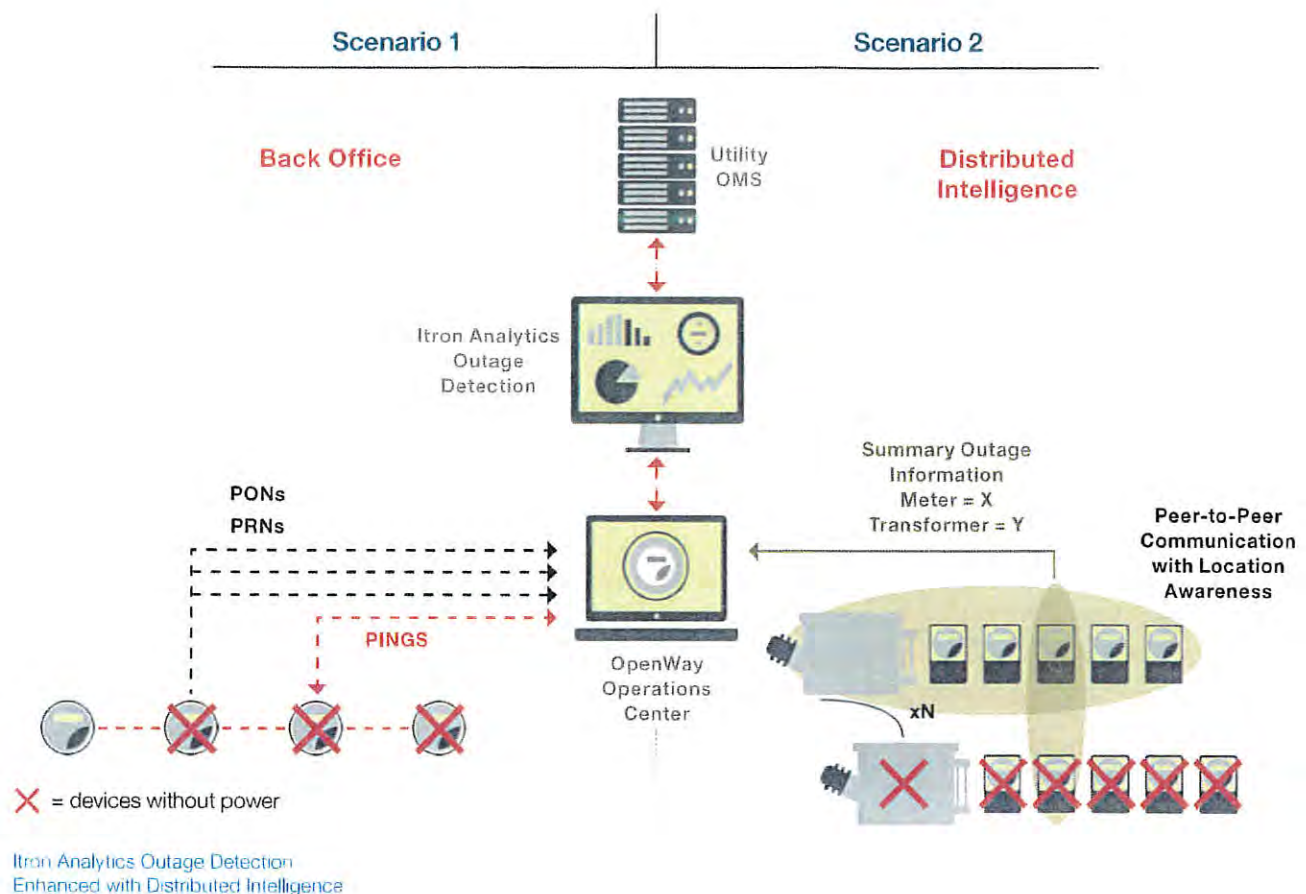 Scenario 1
Scenario 2
Back Office
Utility
OMS
Distributed
Intelligence
Itron Analytics
Outage
Detection
Summary Outage
Information
Meter = X
Transformer = Y
Peer-to-Peer
Communication
with Location
Awareness
PONs
PRNs
PINGS
OpenWay
Operations
Center
xN
X = devices without power
Itron Analytics Outage Detection
Enhanced with Distributed Intelligence